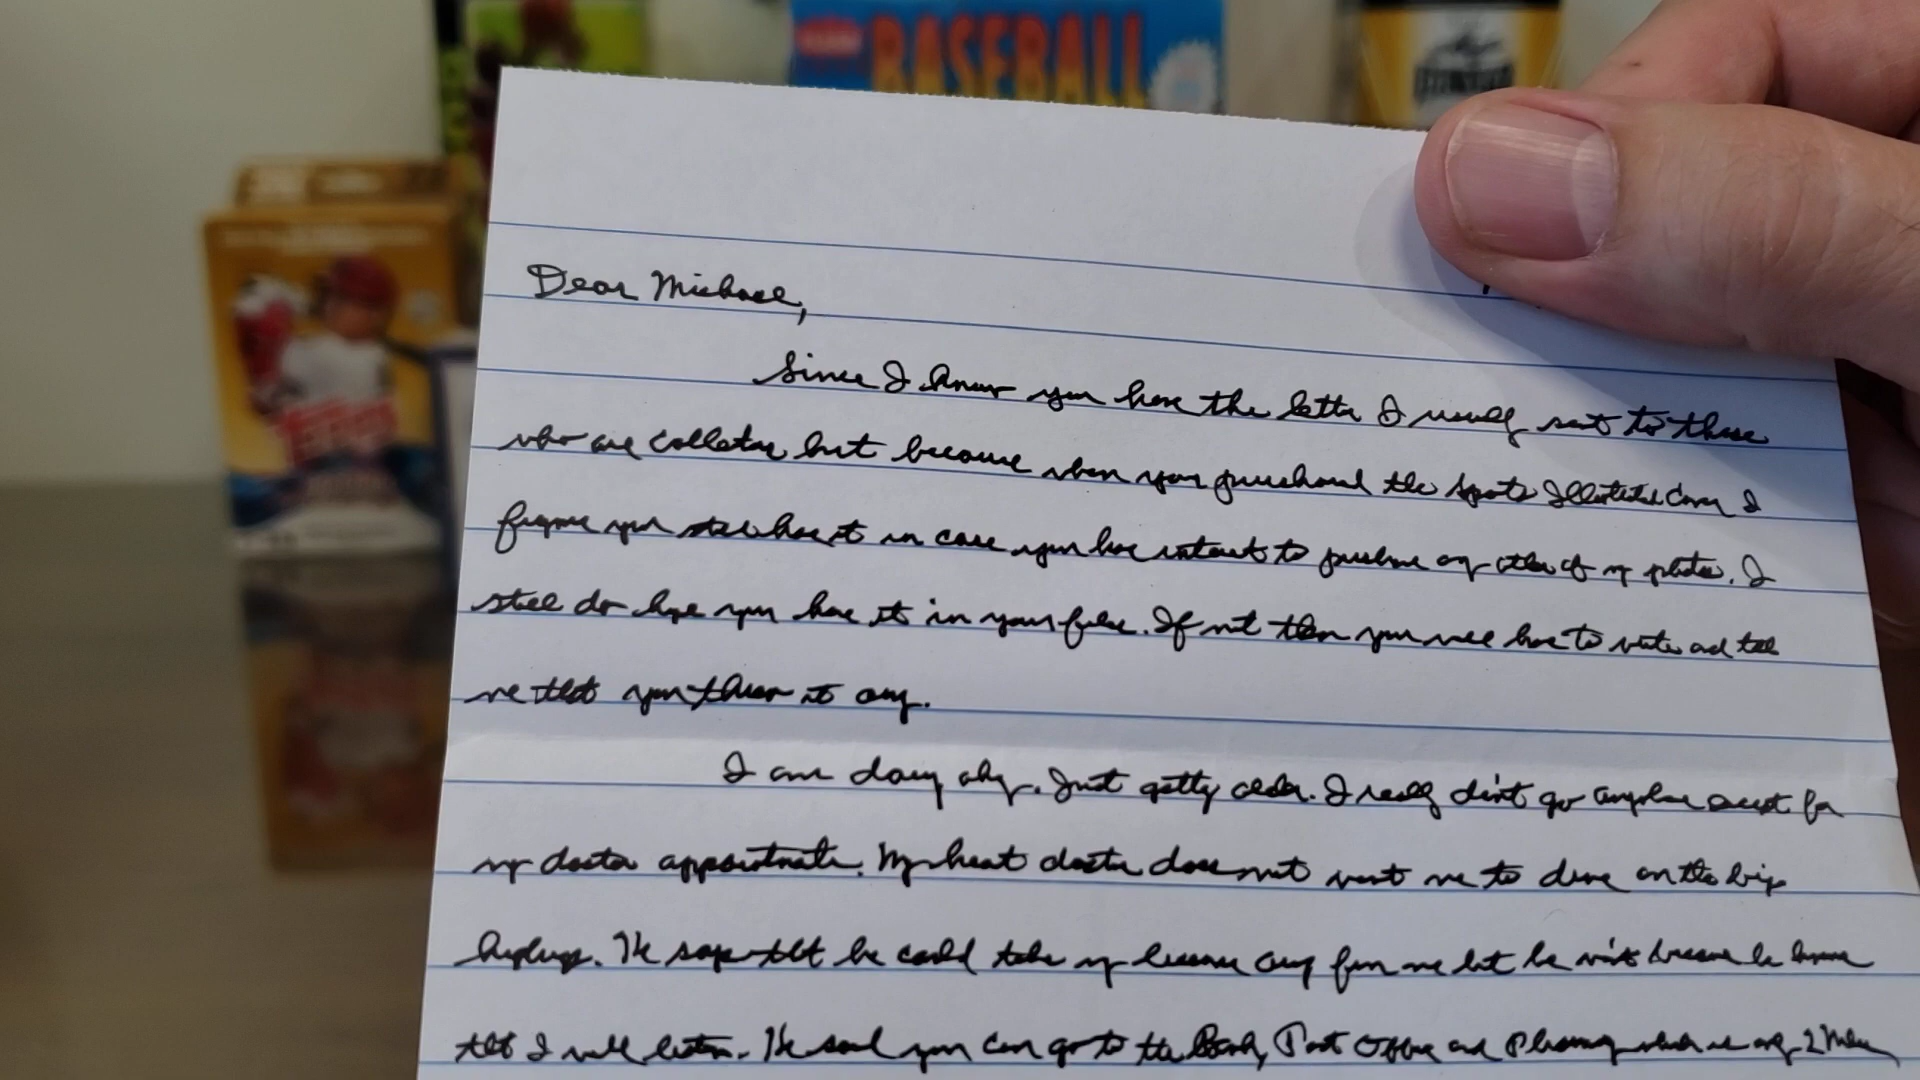 BASEBALL
Dear Michael,
Since I know you have the letter I usually sent to those
who are collectors but because when you purchased the Sports Illustrated Cover I
figure you still have it in case you have interest to purchase any other of my photos. I
still do hope you have it in your file. If not then you will have to write and tell
me that you threw it away.
I am doing okay. Just getting older. I really don't go anywhere except for
my doctor appointments. My heart doctor does not want me to drive on the big
highways. He says that he could take my license away from me but he won't because he knows
that I will listen. He said you can go to the Bank, Post Office and Pharmacy which is only 2 Miles